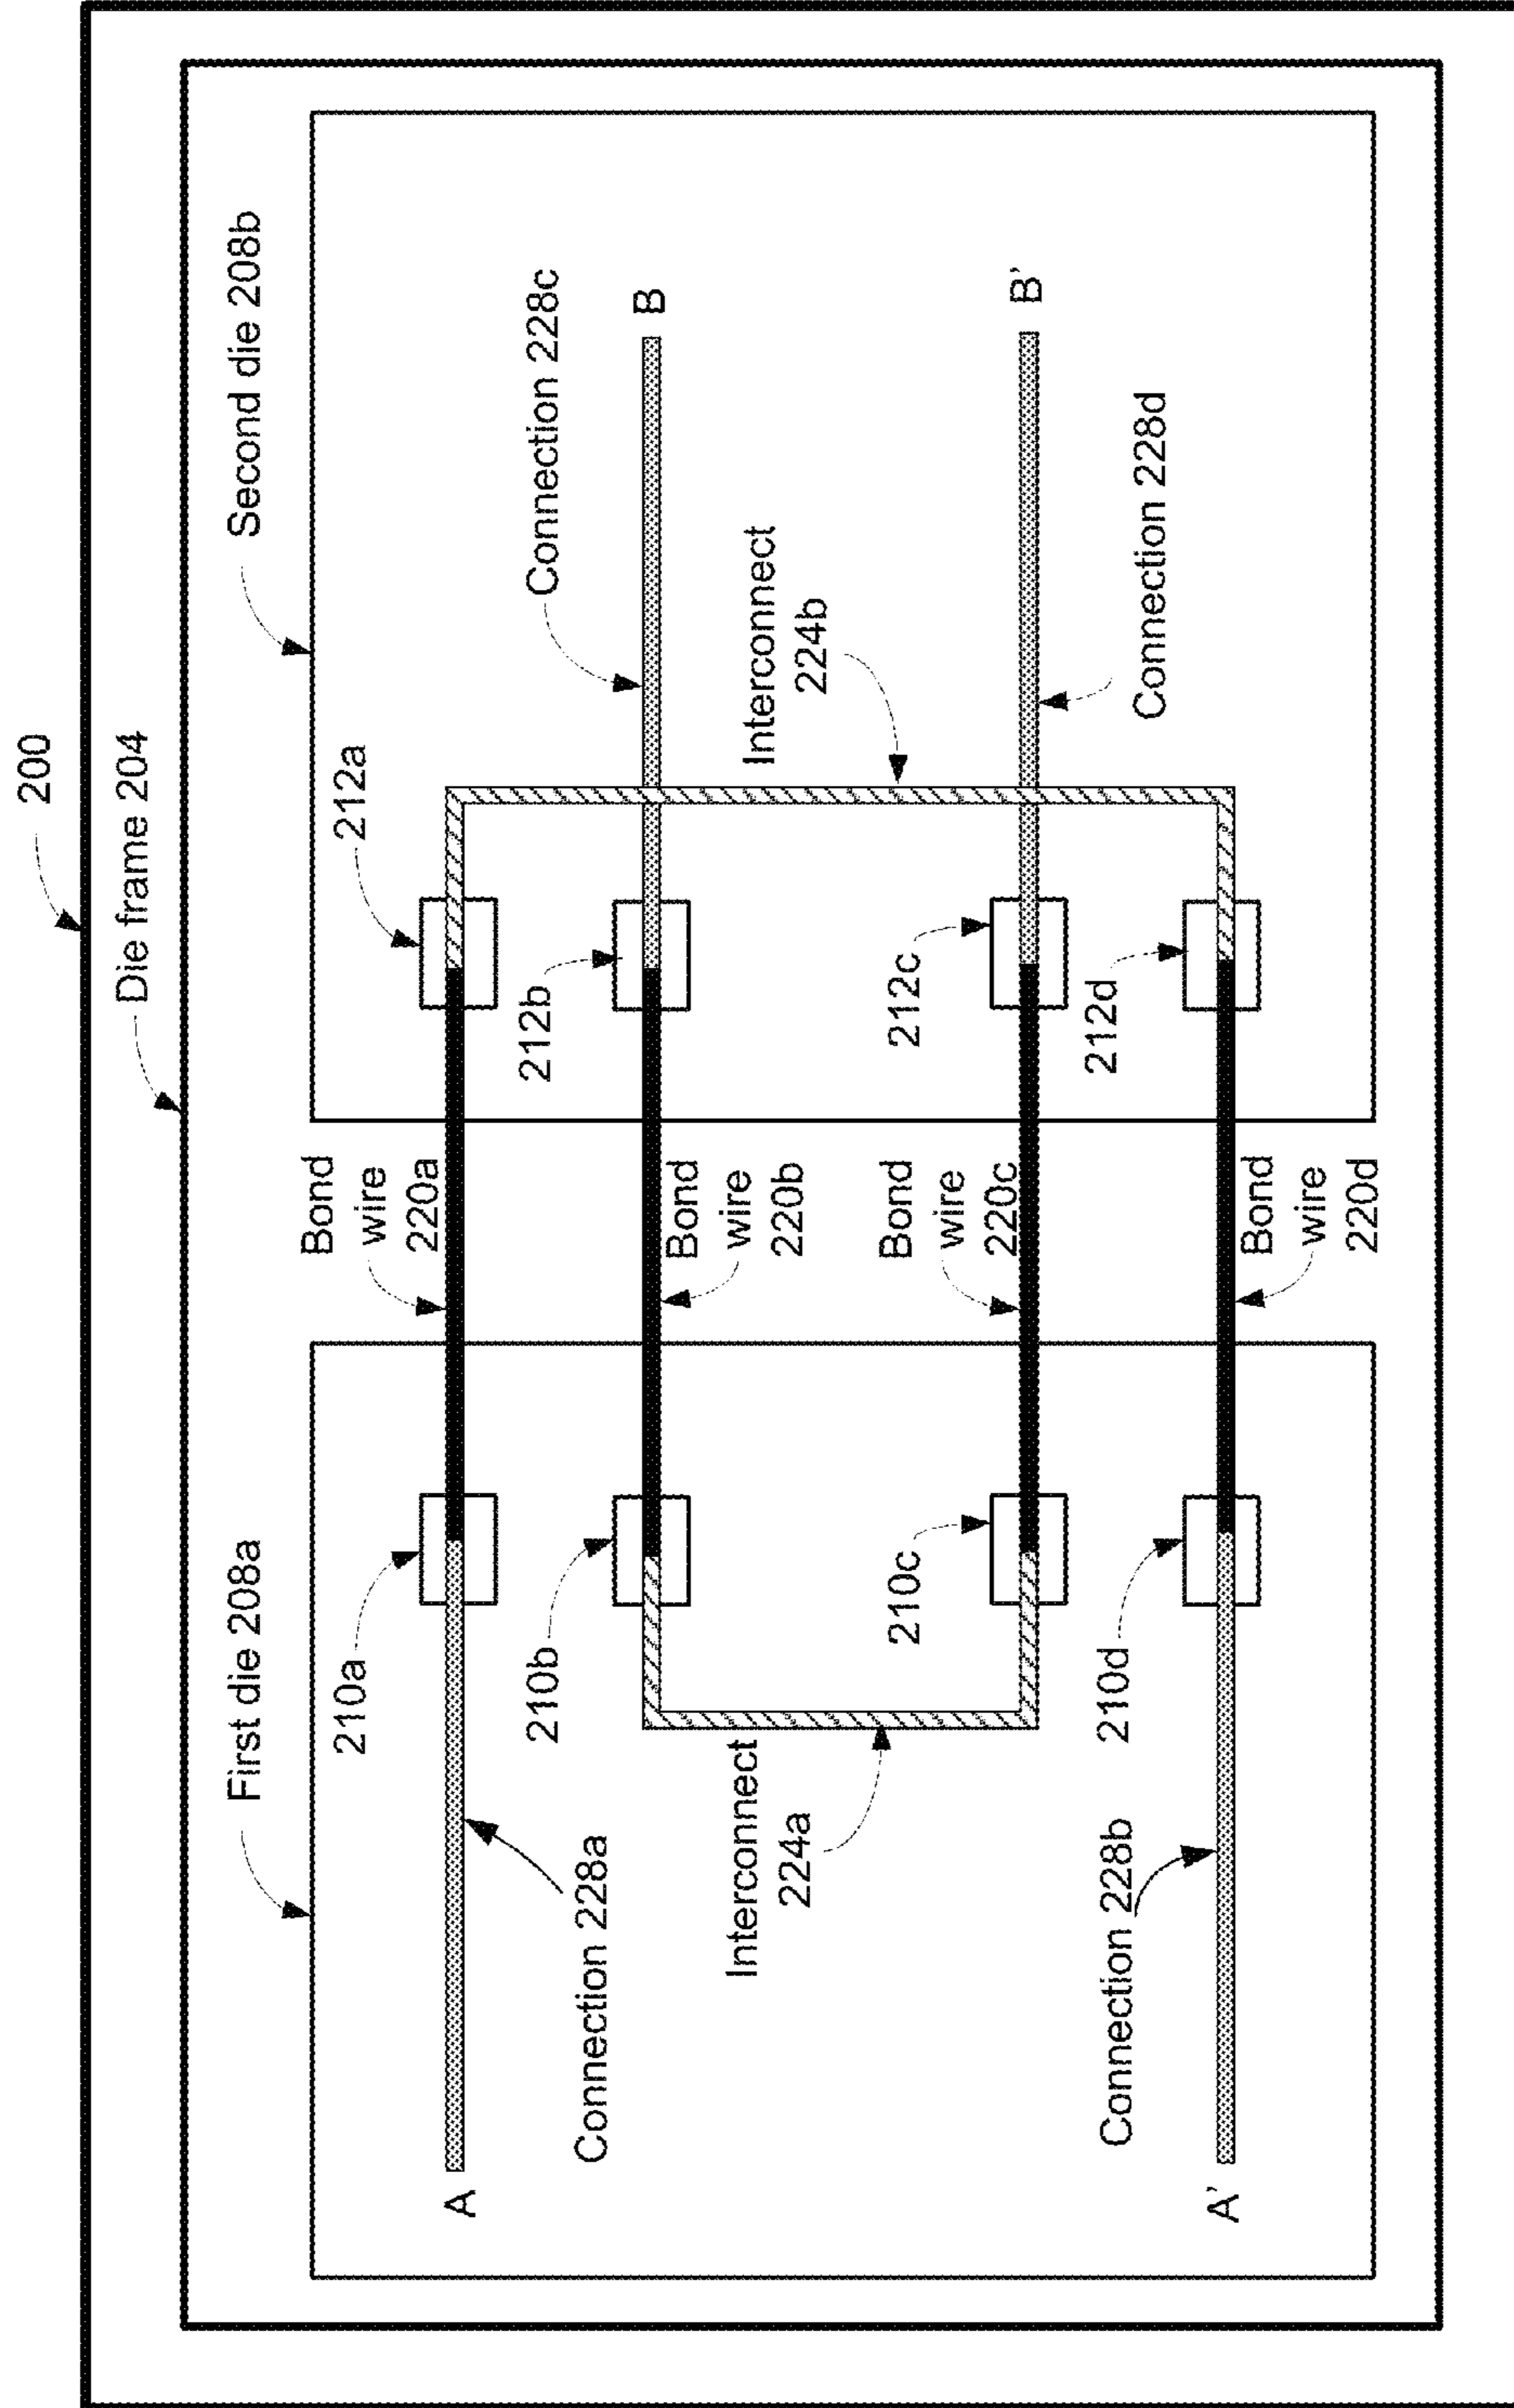 200
Die frame 204
First die 208a
Second die 208b
210a
212a
Bond
wire
220a
A
Connection 228a
210b
212b
Bond
wire
220b
Connection 228c
B
Interconnect
224a
Interconnect
224b
210c
212c
Bond
wire
220c
B'
Connection 228b
210d
212d
Connection 228d
A'
Bond
wire
220d